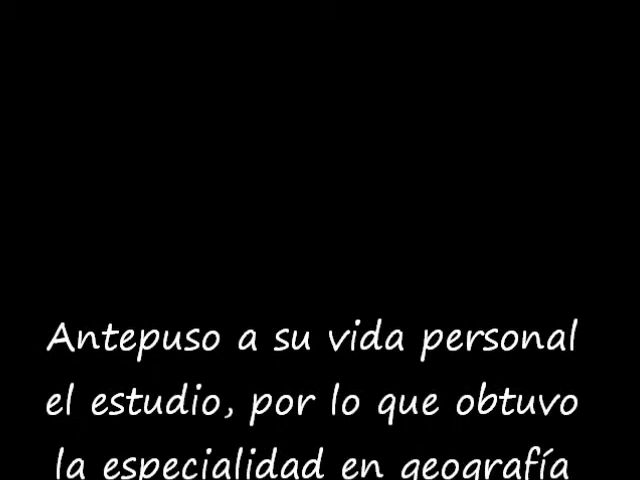 Antepuso a su vida personal
el estudio, por lo que obtuvo
la especialidad en geografía